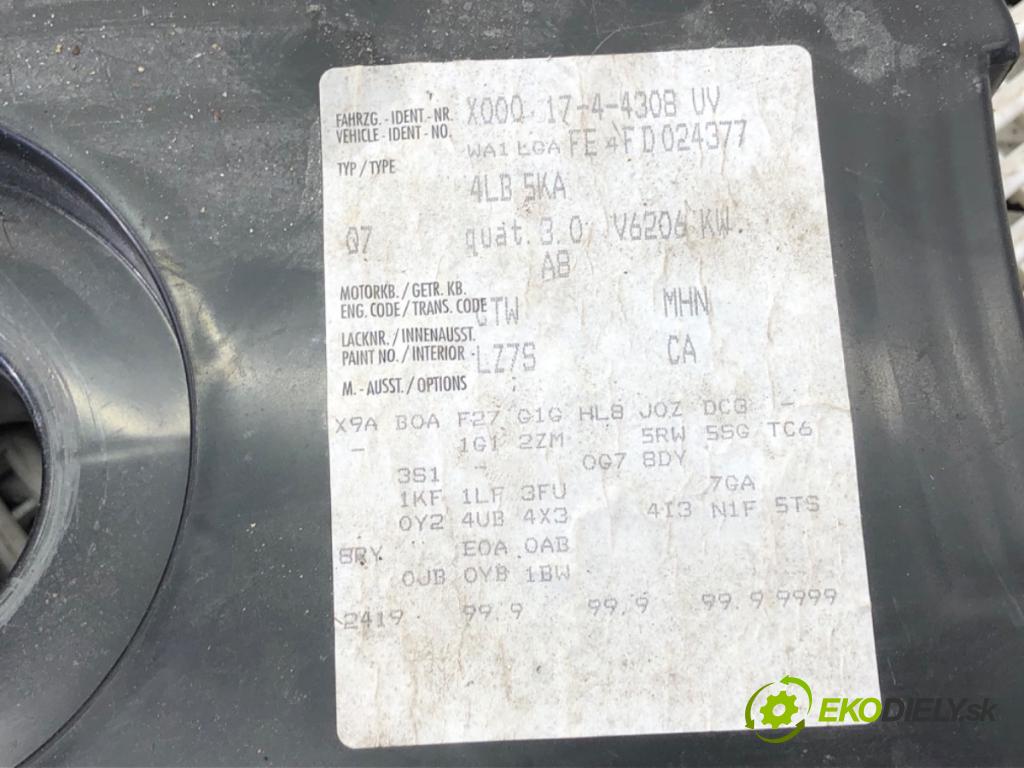 FAHRZG. - IDENT.- NR. X000 17-4-4308 UV
VEHICLE - IDENT - NO. WA1LGAFE4FD024377
TYP / TYPE
4LB 5KA
Q7 quat. 3.0 V6206 KW.
A8
MOTORKB. / GETR. KB.
ENG. CODE / TRANS. CODE CTW MHN
LACKNR. / INNENAUSST.
PAINT NO. / INTERIOR LZ7S CA
M. - AUSST. / OPTIONS
X9A B0A F27 G1G HL8 J0Z DC8 -
- 1G1 2ZM 5RW 5SG TC6
3S1 - 0G7 8DY
1KF 1LF 3FU 7GA
0Y2 4UB 4X3 4I3 N1F 5TS
8RY E0A 0AB
0JB 0YB 1BW
2419 99.9 99.9 99.9 9999
EKODIELY.sk